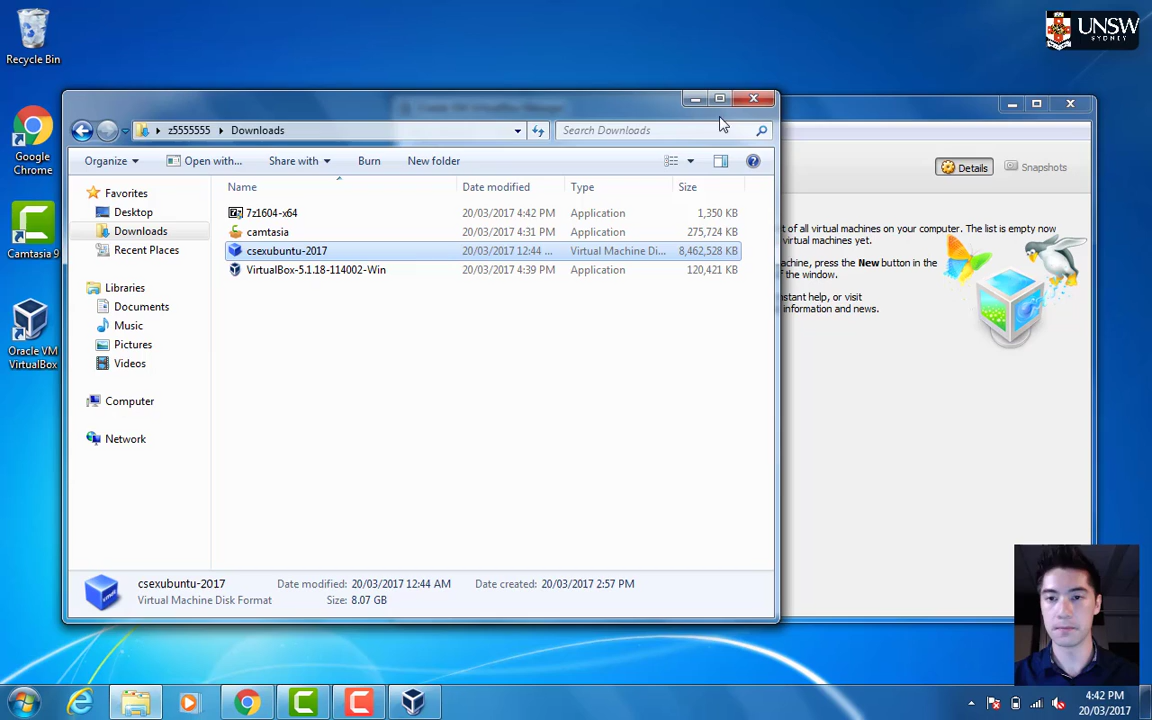 Recycle Bin
Google Chrome
Camtasia 9
Oracle VM VirtualBox
UNSW
SYDNEY
z5555555 Downloads
Search Downloads
Organize Open with... Share with Burn New folder
Favorites
Desktop
Downloads
Recent Places
Libraries
Documents
Music
Pictures
Videos
Computer
Network
Name Date modified Type Size
7z1604-x64 20/03/2017 4:42 PM Application 1,350 KB
camtasia 20/03/2017 4:31 PM Application 275,724 KB
csexubuntu-2017 20/03/2017 12:44 ... Virtual Machine Di... 8,462,528 KB
VirtualBox-5.1.18-114002-Win 20/03/2017 4:39 PM Application 120,421 KB
csexubuntu-2017 Date modified: 20/03/2017 12:44 AM Date created: 20/03/2017 2:57 PM
Virtual Machine Disk Format Size: 8.07 GB
Details Snapshots
of all virtual machines on your computer. The list is empty now
virtual machines yet.
machine, press the New button in the
of the window.
instant help, or visit
information and news.
4:42 PM
20/03/2017